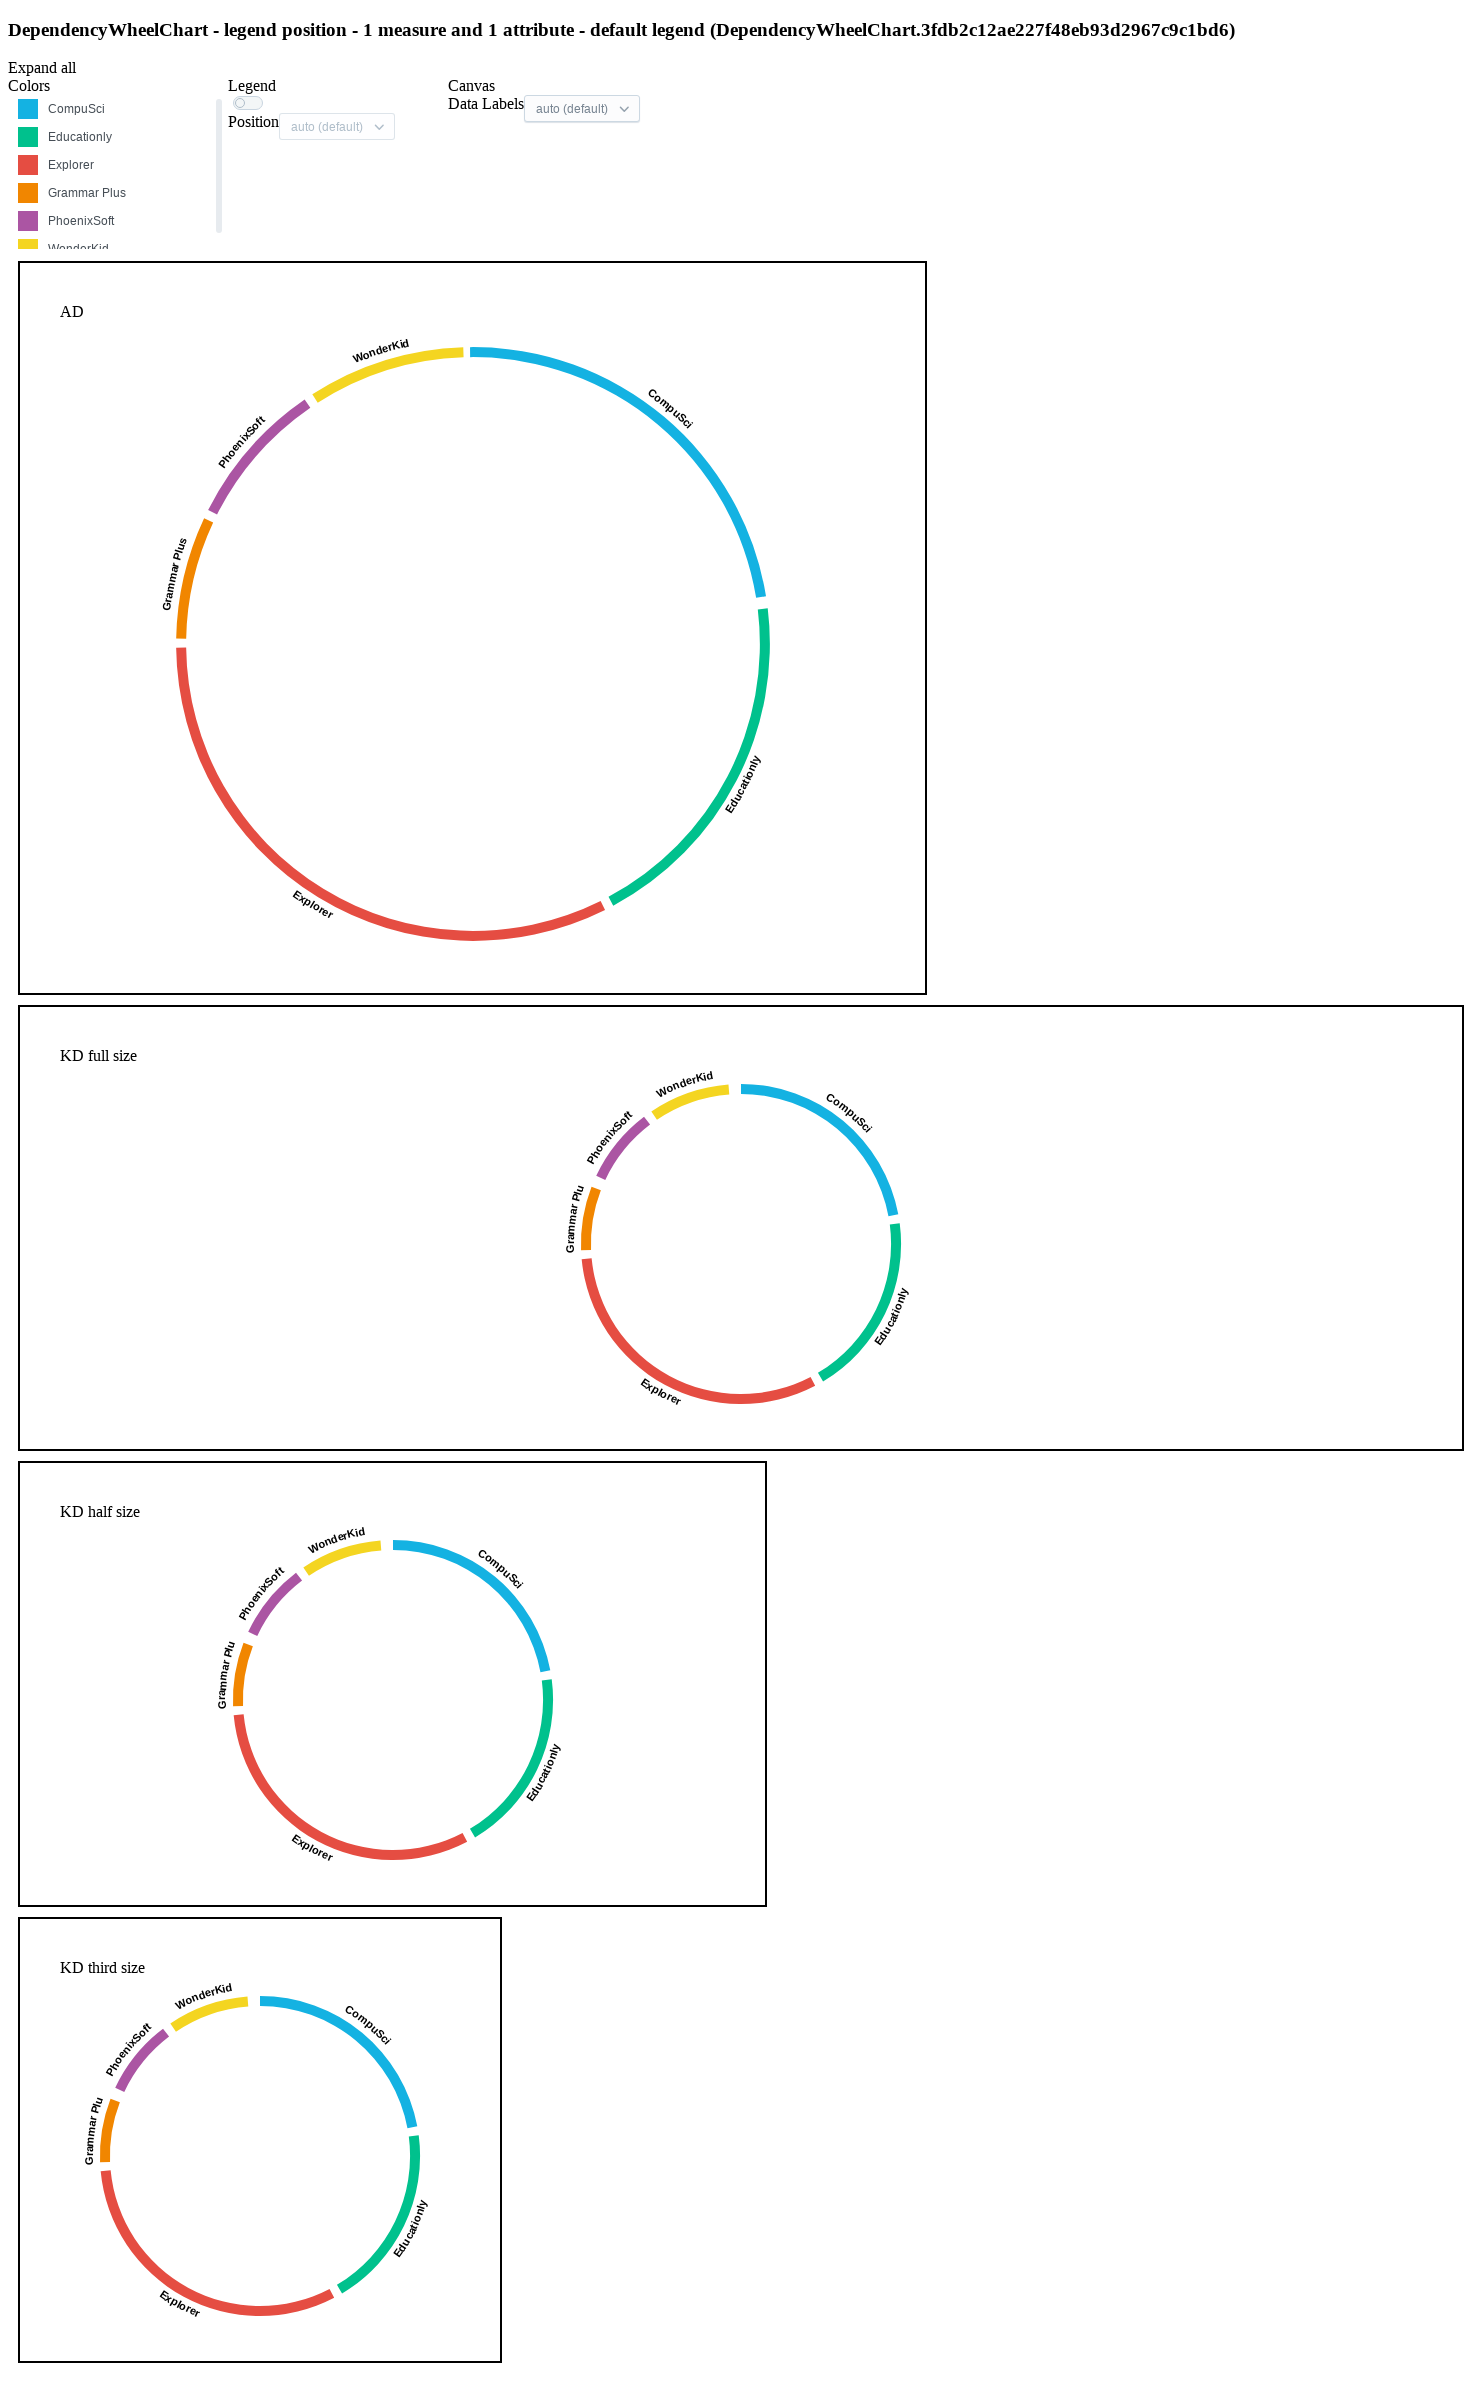 DependencyWheelChart - legend position - 1 measure and 1 attribute - default legend (DependencyWheelChart.3fdb2c12ae227f48eb93d2967c9c1bd6)
Expand all
Colors
CompuSci
Educationly
Explorer
Grammar Plus
PhoenixSoft
WonderKid
Legend
Position
auto (default)
Canvas
Data Labels
auto (default)
AD
WonderKid
CompuSci
PhoenixSoft
Grammar Plus
Educationly
Explorer
KD full size
WonderKid
CompuSci
PhoenixSoft
Grammar Plu
Educationly
Explorer
KD half size
WonderKid
CompuSci
PhoenixSoft
Grammar Plu
Educationly
Explorer
KD third size
WonderKid
CompuSci
PhoenixSoft
Grammar Plu
Educationly
Explorer